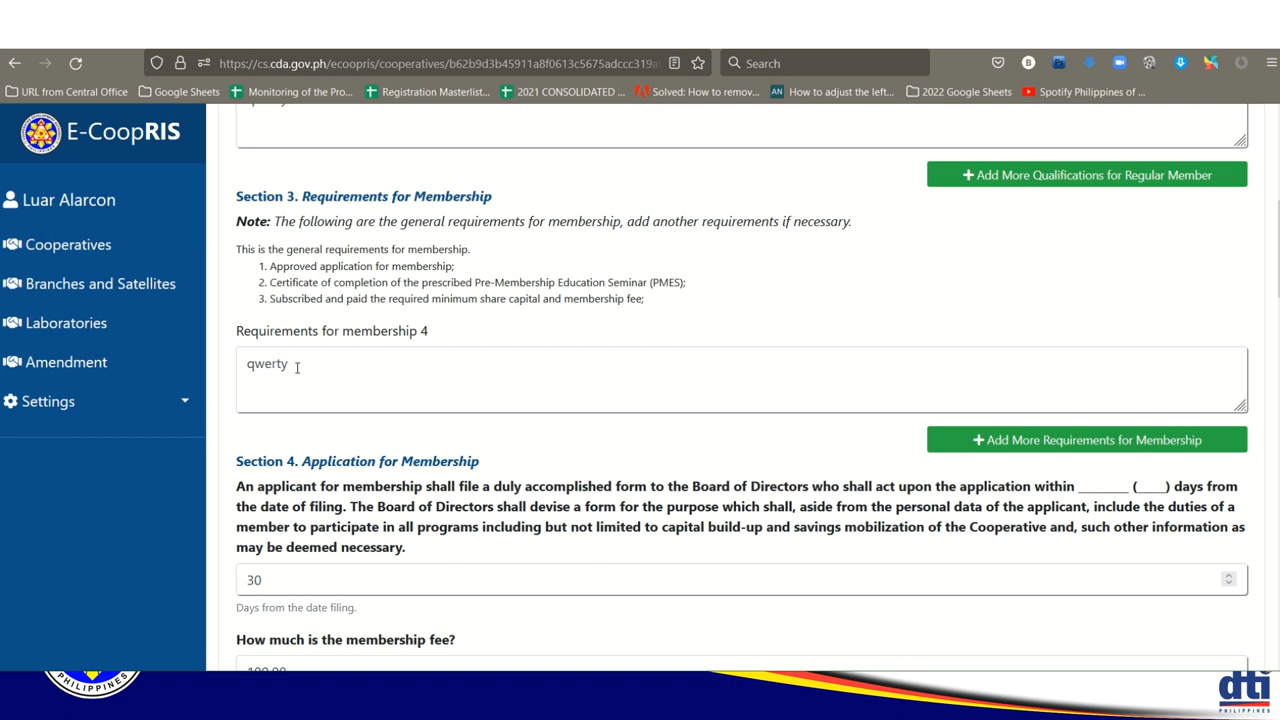 https://cs.cda.gov.ph/ecoopris/cooperatives/b62b9d3b45911a8f0613c5675adccc319a
Search
URL from Central Office
Google Sheets
Monitoring of the Pro...
Registration Masterlist...
2021 CONSOLIDATED ...
Solved: How to remov...
AN How to adjust the left...
2022 Google Sheets
Spotify Philippines of ...
E-CoopRIS
Luar Alarcon
Cooperatives
Branches and Satellites
Laboratories
Amendment
Settings
Add More Qualifications for Regular Member
Section 3. Requirements for Membership
Note: The following are the general requirements for membership, add another requirements if necessary.
This is the general requirements for membership.
1. Approved application for membership;
2. Certificate of completion of the prescribed Pre-Membership Education Seminar (PMES);
3. Subscribed and paid the required minimum share capital and membership fee;
Requirements for membership 4
qwerty
Add More Requirements for Membership
Section 4. Application for Membership
An applicant for membership shall file a duly accomplished form to the Board of Directors who shall act upon the application within ________ (____) days from
the date of filing. The Board of Directors shall devise a form for the purpose which shall, aside from the personal data of the applicant, include the duties of a
member to participate in all programs including but not limited to capital build-up and savings mobilization of the Cooperative and, such other information as
may be deemed necessary.
30
Days from the date filing.
How much is the membership fee?
PHILIPPINES
dti
PHILIPPINES